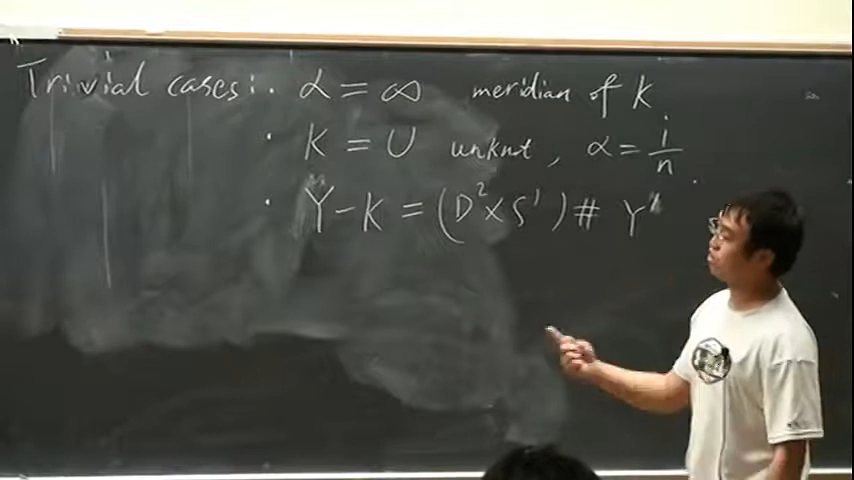 Trivial cases: · α = ∞ meridian of K
· K = U unknot, α = 1/n
· Y - K = (D² × S¹) # Y'